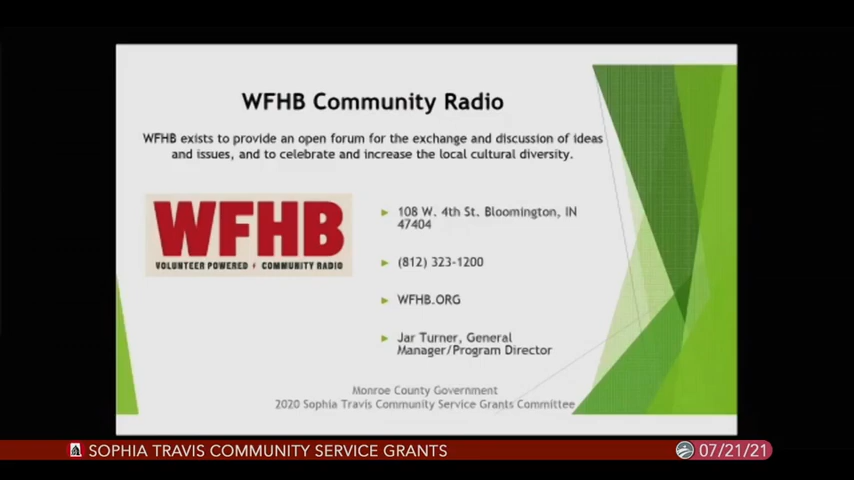 WFHB Community Radio
WFHB exists to provide an open forum for the exchange and discussion of ideas
and issues, and to celebrate and increase the local cultural diversity.
WFHB
VOLUNTEER POWERED COMMUNITY RADIO
108 W. 4th St. Bloomington, IN
47404
(812) 323-1200
WFHB.ORG
Jar Turner, General
Manager/Program Director
Monroe County Government
2020 Sophia Travis Community Service Grants Committee
SOPHIA TRAVIS COMMUNITY SERVICE GRANTS
07/21/21